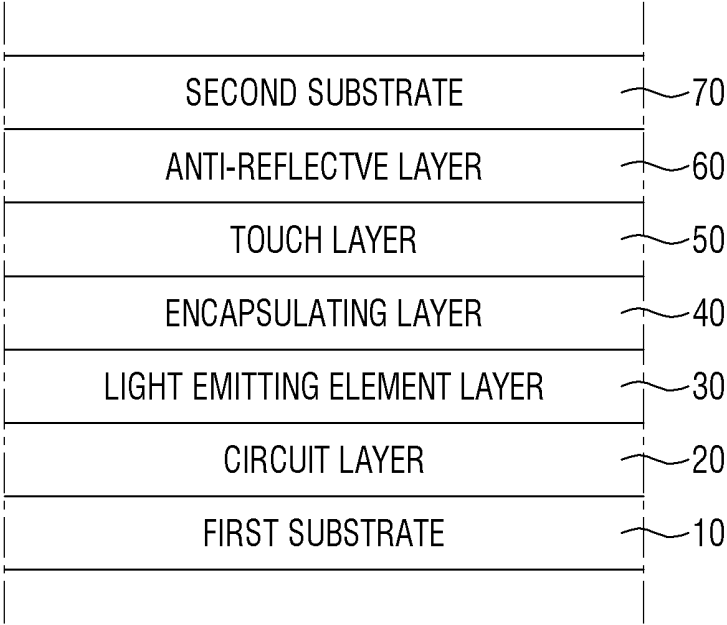 SECOND SUBSTRATE 70
ANTI-REFLECTVE LAYER 60
TOUCH LAYER 50
ENCAPSULATING LAYER 40
LIGHT EMITTING ELEMENT LAYER 30
CIRCUIT LAYER 20
FIRST SUBSTRATE 10